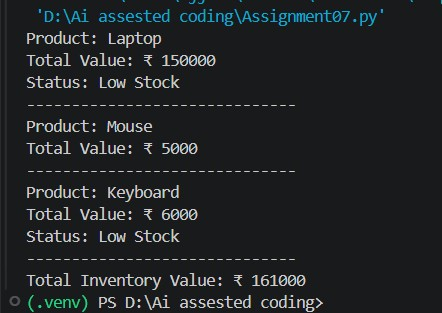 'D:\Ai assested coding\Assignment07.py'
Product: Laptop
Total Value: ₹ 150000
Status: Low Stock
------------------------------
Product: Mouse
Total Value: ₹ 5000
------------------------------
Product: Keyboard
Total Value: ₹ 6000
Status: Low Stock
------------------------------
Total Inventory Value: ₹ 161000
(.venv) PS D:\Ai assested coding>